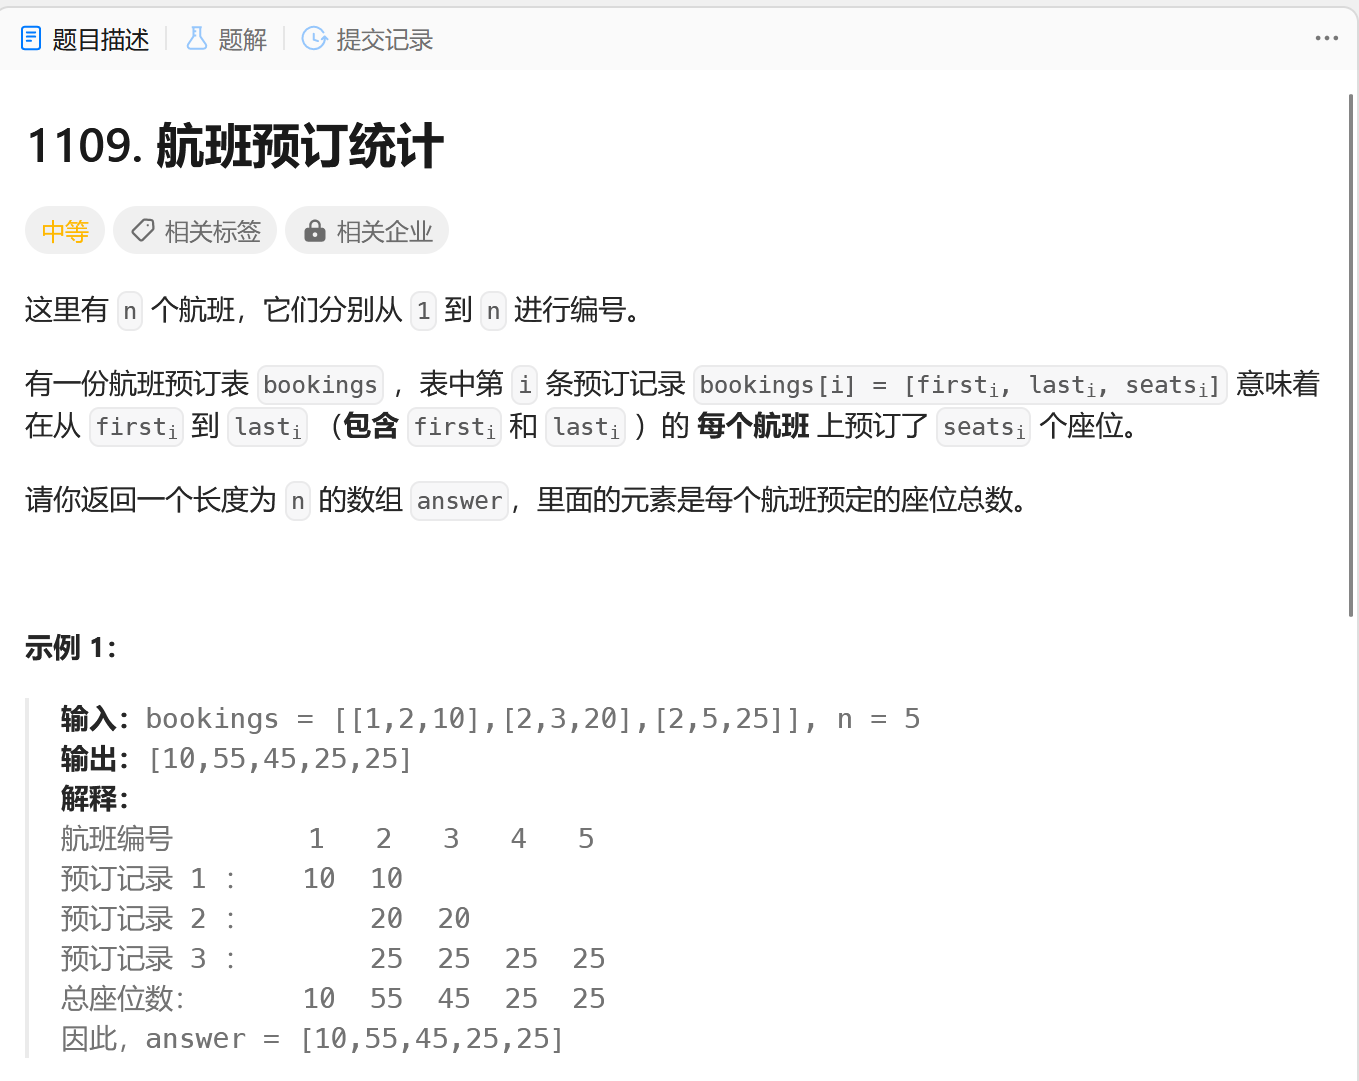 题目描述 题解 提交记录
1109. 航班预订统计
中等 相关标签 相关企业
这里有 n 个航班，它们分别从 1 到 n 进行编号。
有一份航班预订表 bookings ，表中第 i 条预订记录 bookings[i] = [firsti, lasti, seatsi] 意味着
在从 firsti 到 lasti （包含 firsti 和 lasti ）的 每个航班 上预订了 seatsi 个座位。
请你返回一个长度为 n 的数组 answer，里面的元素是每个航班预定的座位总数。
示例 1：
输入：bookings = [[1,2,10],[2,3,20],[2,5,25]], n = 5
输出：[10,55,45,25,25]
解释：
航班编号 1 2 3 4 5
预订记录 1 ： 10 10
预订记录 2 ： 20 20
预订记录 3 ： 25 25 25 25
总座位数： 10 55 45 25 25
因此，answer = [10,55,45,25,25]